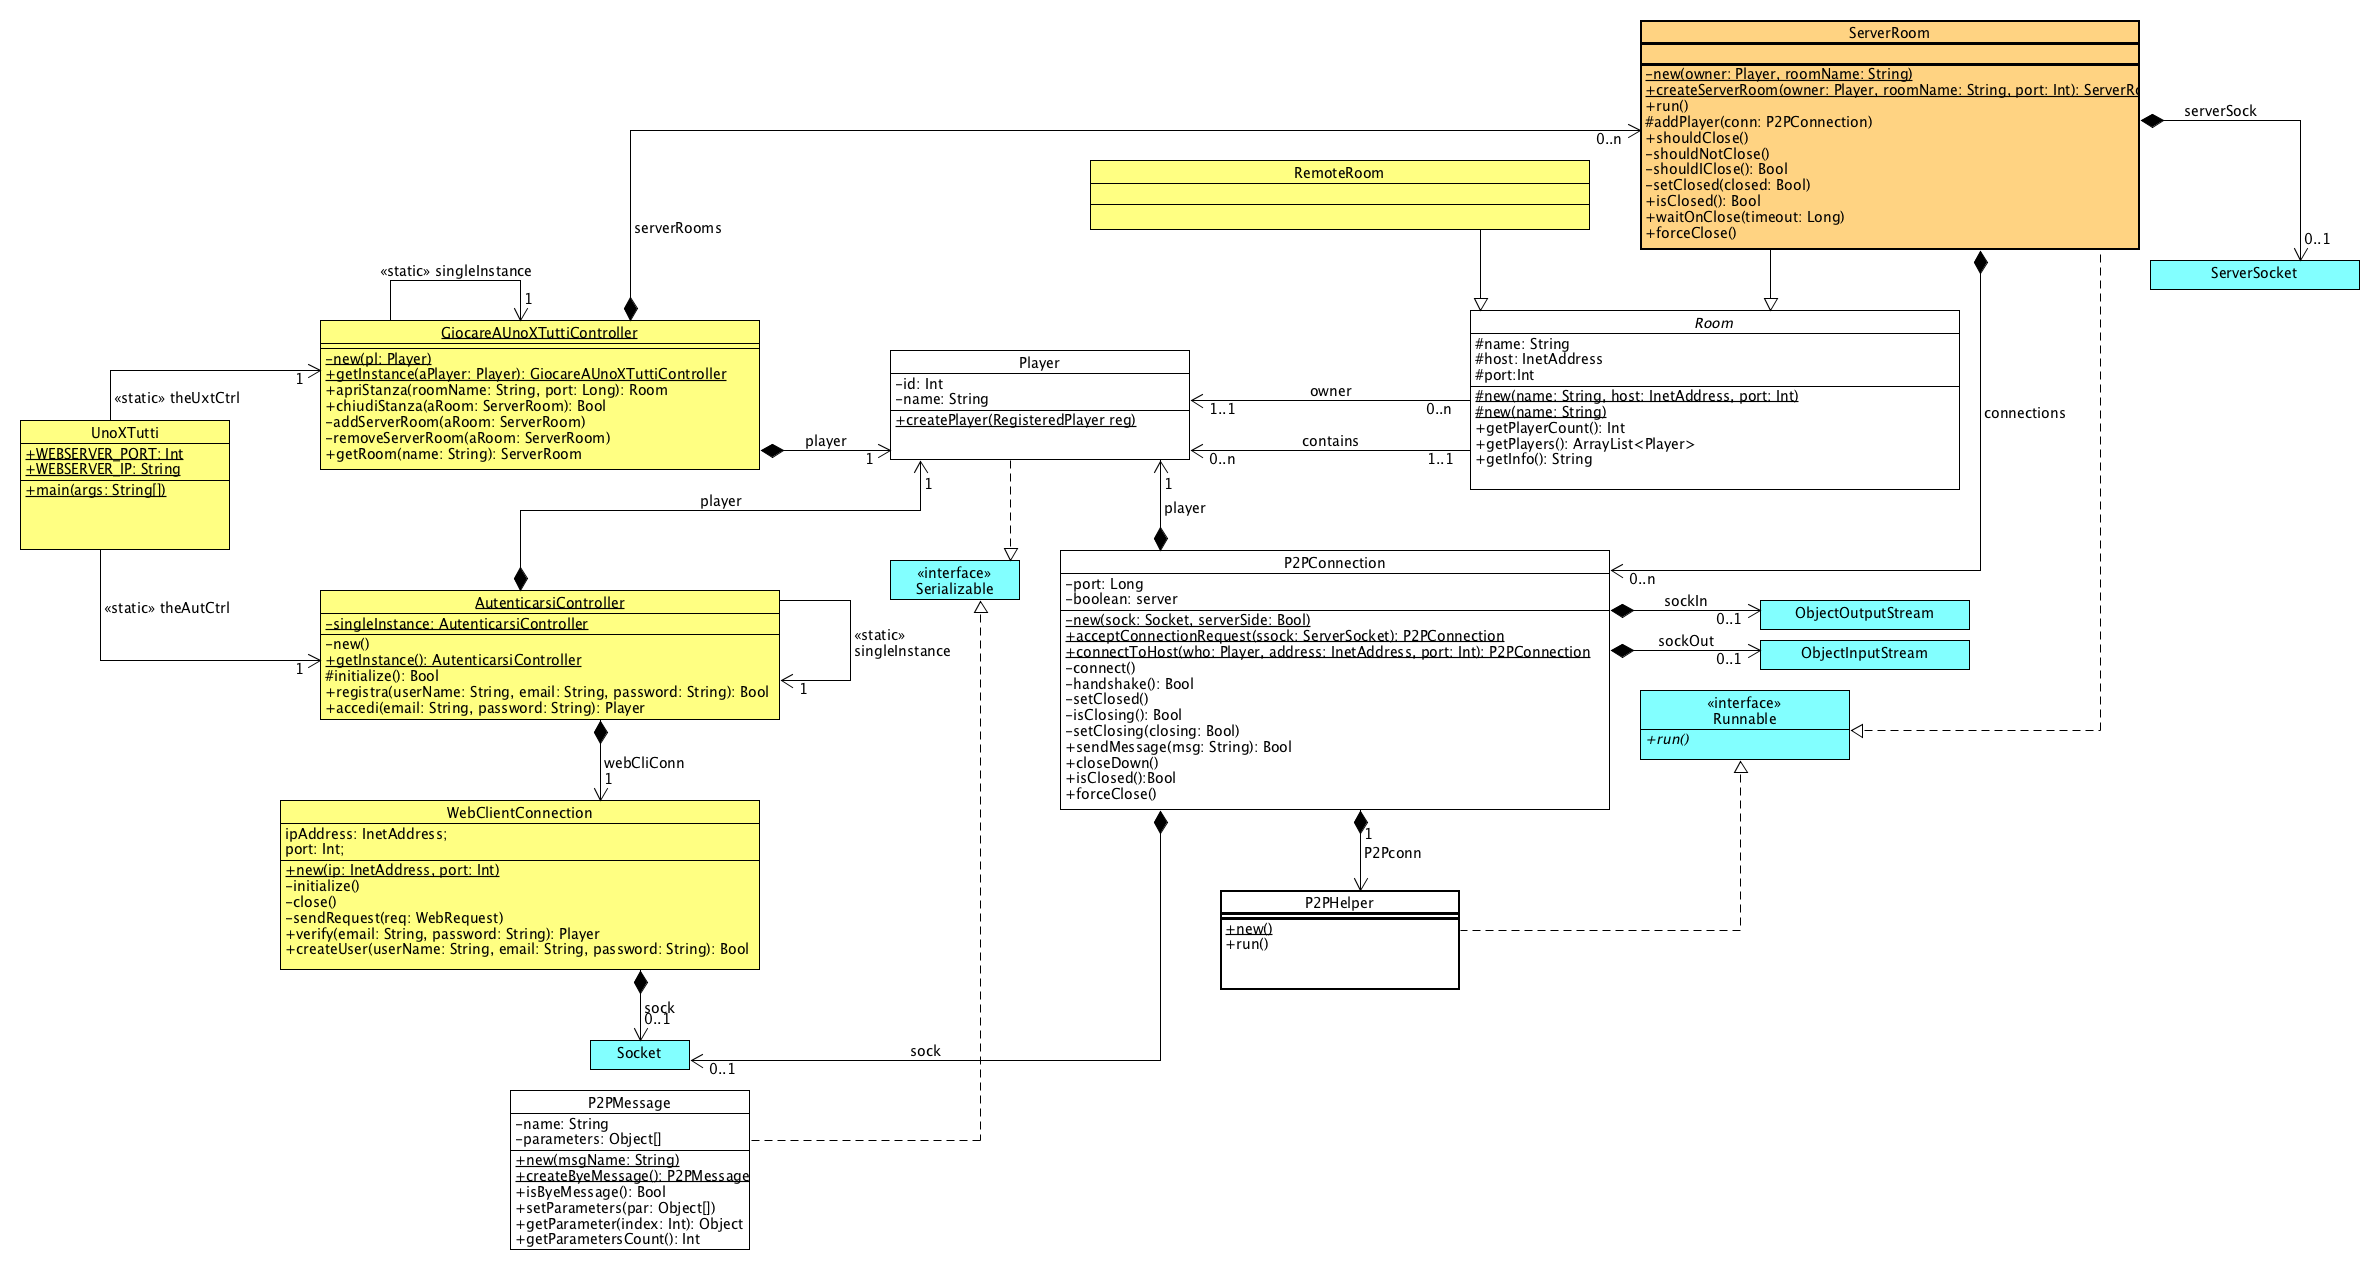 ServerRoom
-new(owner: Player, roomName: String)
+createServerRoom(owner: Player, roomName: String, port: Int): ServerRo
+run()
#addPlayer(conn: P2PConnection)
+shouldClose()
-shouldNotClose()
-shouldIClose(): Bool
-setClosed(closed: Bool)
+isClosed(): Bool
+waitOnClose(timeout: Long)
+forceClose()
serverSock
0..1
ServerSocket
0..n
serverRooms
RemoteRoom
«static» singleInstance
1
GiocareAUnoXTuttiController
-new(pl: Player)
+getInstance(aPlayer: Player): GiocareAUnoXTuttiController
+apriStanza(roomName: String, port: Long): Room
+chiudiStanza(aRoom: ServerRoom): Bool
-addServerRoom(aRoom: ServerRoom)
-removeServerRoom(aRoom: ServerRoom)
+getRoom(name: String): ServerRoom
1
«static» theUxtCtrl
UnoXTutti
+WEBSERVER_PORT: Int
+WEBSERVER_IP: String
+main(args: String[])
«static» theAutCtrl
1
player
1
Player
-id: Int
-name: String
+createPlayer(RegisteredPlayer reg)
owner
1..1
0..n
contains
0..n
1..1
Room
#name: String
#host: InetAddress
#port:Int
#new(name: String, host: InetAddress, port: Int)
#new(name: String)
+getPlayerCount(): Int
+getPlayers(): ArrayList<Player>
+getInfo(): String
connections
0..n
player
1
1
player
«interface»
Serializable
AutenticarsiController
-singleInstance: AutenticarsiController
-new()
+getInstance(): AutenticarsiController
#initialize(): Bool
+registra(userName: String, email: String, password: String): Bool
+accedi(email: String, password: String): Player
«static»
singleInstance
1
webCliConn
1
WebClientConnection
ipAddress: InetAddress;
port: Int;
+new(ip: InetAddress, port: Int)
-initialize()
-close()
-sendRequest(req: WebRequest)
+verify(email: String, password: String): Player
+createUser(userName: String, email: String, password: String): Bool
sock
0..1
Socket
sock
0..1
P2PConnection
-port: Long
-boolean: server
-new(sock: Socket, serverSide: Bool)
+acceptConnectionRequest(ssock: ServerSocket): P2PConnection
+connectToHost(who: Player, address: InetAddress, port: Int): P2PConnection
-connect()
-handshake(): Bool
-setClosed()
-isClosing(): Bool
-setClosing(closing: Bool)
+sendMessage(msg: String): Bool
+closeDown()
+isClosed():Bool
+forceClose()
sockIn
0..1
ObjectOutputStream
sockOut
0..1
ObjectInputStream
«interface»
Runnable
+run()
1
P2Pconn
P2PHelper
+new()
+run()
P2PMessage
-name: String
-parameters: Object[]
+new(msgName: String)
+createByeMessage(): P2PMessage
+isByeMessage(): Bool
+setParameters(par: Object[])
+getParameter(index: Int): Object
+getParametersCount(): Int